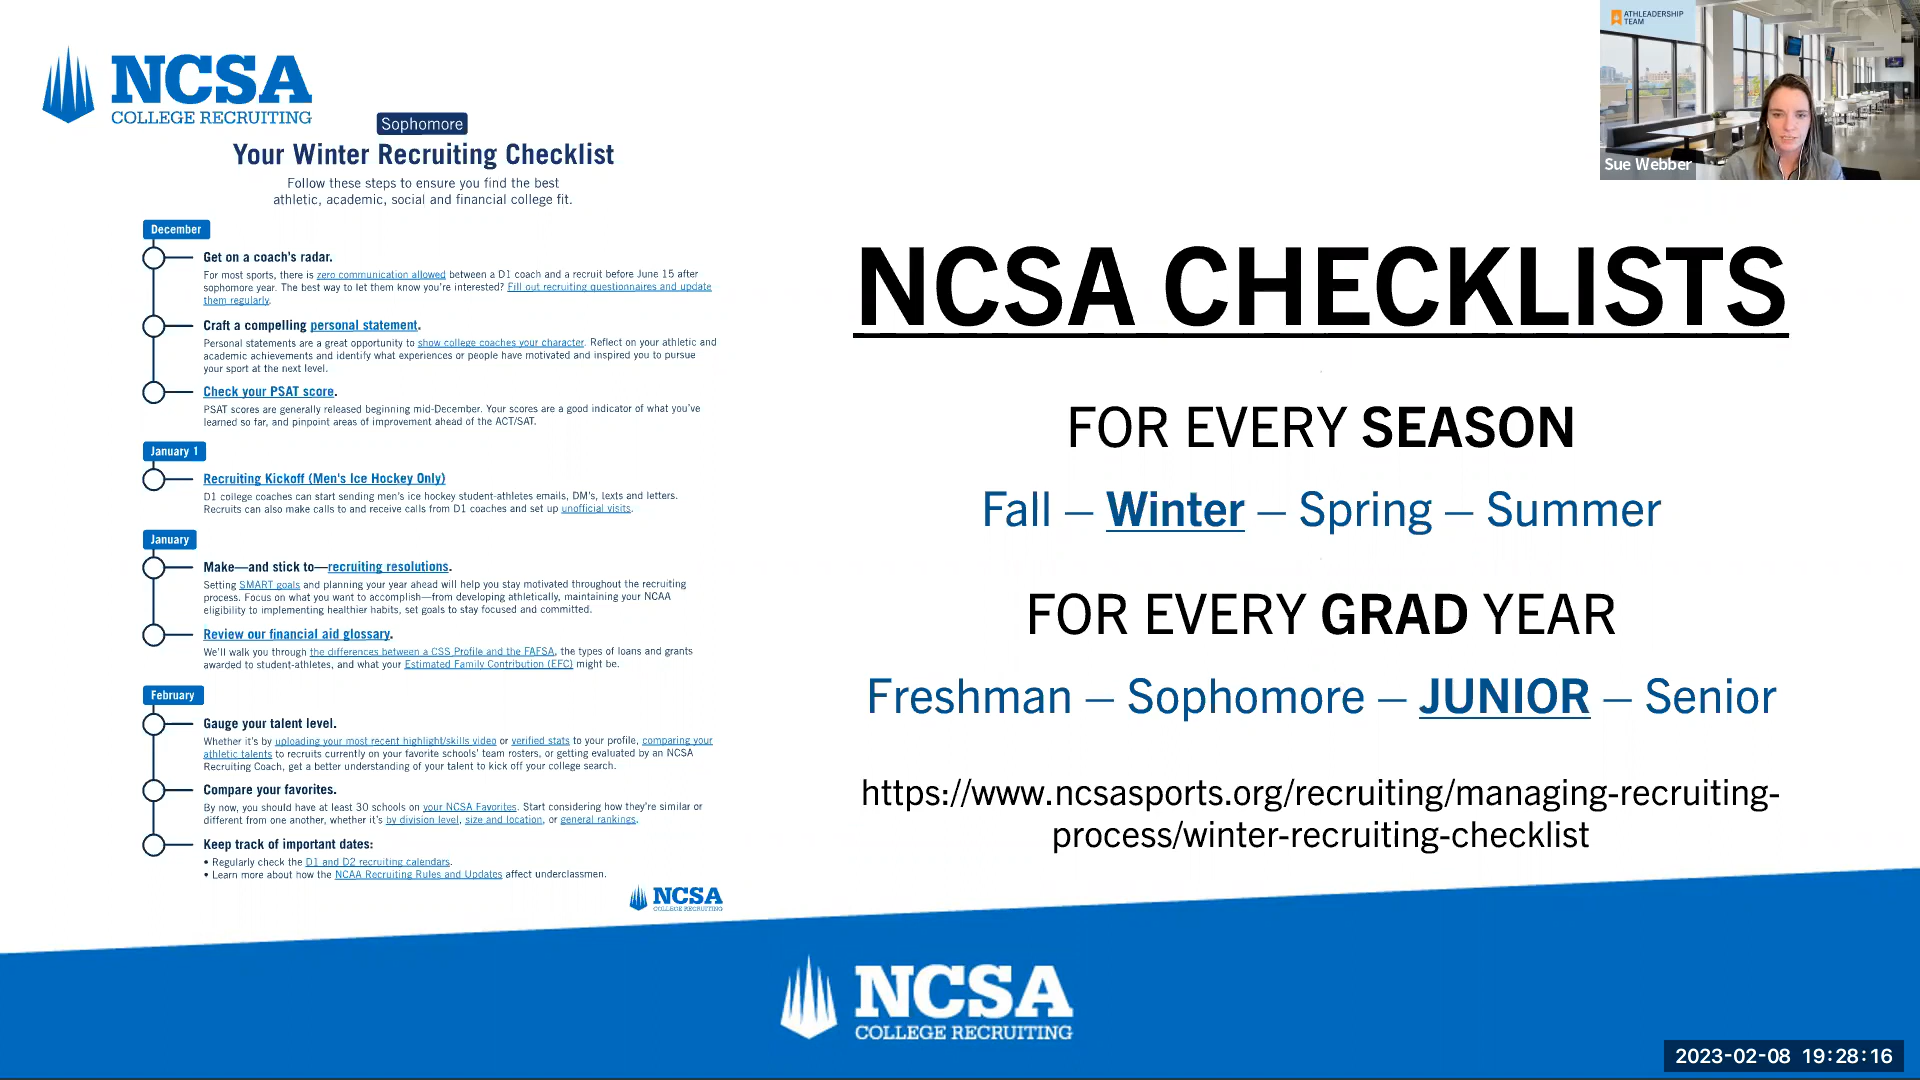 NCSA
COLLEGE RECRUITING
Sophomore
Your Winter Recruiting Checklist
Follow these steps to ensure you find the best
athletic, academic, social and financial college fit.
December
Get on a coach's radar.
For most sports, there is zero communication allowed between a D1 coach and a recruit before June 15 after
sophomore year. The best way to let them know you're interested? Fill out recruiting questionnaires and update
them regularly.
Craft a compelling personal statement.
Personal statements are a great opportunity to show college coaches your character. Reflect on your athletic and
academic achievements and identify what experiences or people have motivated and inspired you to pursue
your sport at the next level.
Check your PSAT score.
PSAT scores are generally released beginning mid-December. Your scores are a good indicator of what you've
learned so far, and pinpoint areas of improvement ahead of the ACT/SAT.
January 1
Recruiting Kickoff (Men's Ice Hockey Only)
D1 college coaches can start sending men's ice hockey student-athletes emails, DM's, texts and letters.
Recruits can also make calls to and receive calls from D1 coaches and set up unofficial visits.
January
Make—and stick to—recruiting resolutions.
Setting SMART goals and planning your year ahead will help you stay motivated throughout the recruiting
process. Focus on what you want to accomplish—from developing athletically, maintaining your NCAA
eligibility to implementing healthier habits, set goals to stay focused and committed.
Review our financial aid glossary.
We'll walk you through the differences between a CSS Profile and the FAFSA, the types of loans and grants
awarded to student-athletes, and what your Estimated Family Contribution (EFC) might be.
February
Gauge your talent level.
Whether it's by uploading your most recent highlight/skills video or verified stats to your profile, comparing your
athletic talents to recruits currently on your favorite schools' team rosters, or getting evaluated by an NCSA
Recruiting Coach, get a better understanding of your talent to kick off your college search.
Compare your favorites.
By now, you should have at least 30 schools on your NCSA Favorites. Start considering how they're similar or
different from one another, whether it's by division level, size and location, or general rankings.
Keep track of important dates:
• Regularly check the D1 and D2 recruiting calendars.
• Learn more about how the NCAA Recruiting Rules and Updates affect underclassmen.
NCSA
COLLEGE RECRUITING
NCSA CHECKLISTS
FOR EVERY SEASON
Fall – Winter – Spring – Summer
FOR EVERY GRAD YEAR
Freshman – Sophomore – JUNIOR – Senior
https://www.ncsasports.org/recruiting/managing-recruiting-
process/winter-recruiting-checklist
ATHLEADERSHIP
TEAM
Sue Webber
NCSA
COLLEGE RECRUITING
2023-02-08 19:28:16